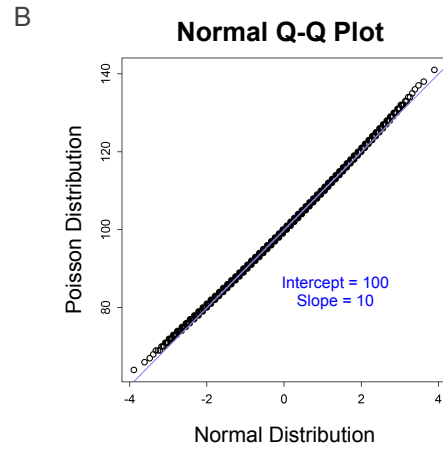 B
Normal Q-Q Plot
Poisson Distribution
140
120
100
80
Intercept = 100
Slope = 10
-4
-2
0
2
4
Normal Distribution